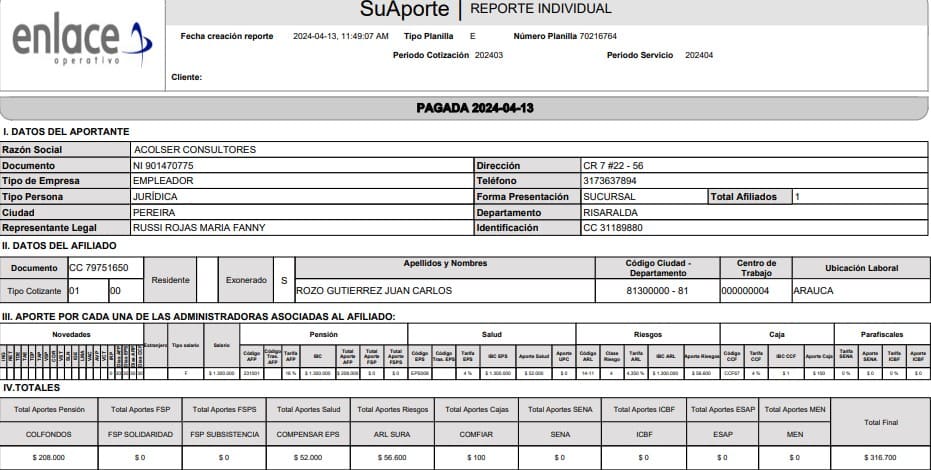 enlace
operativo
SuAporte | REPORTE INDIVIDUAL
Fecha creación reporte 2024-04-13, 11:49:07 AM Tipo Planilla E Número Planilla 70216764
Periodo Cotización 202403 Periodo Servicio 202404
Cliente:
PAGADA 2024-04-13
I. DATOS DEL APORTANTE
Razón Social ACOLSER CONSULTORES
Documento NI 901470775 Dirección CR 7 #22 - 56
Tipo de Empresa EMPLEADOR Teléfono 3173637894
Tipo Persona JURÍDICA Forma Presentación SUCURSAL Total Afiliados 1
Ciudad PEREIRA Departamento RISARALDA
Representante Legal RUSSI ROJAS MARIA FANNY Identificación CC 31189880
II. DATOS DEL AFILIADO
Documento CC 79751650 Residente Exonerado S Apellidos y Nombres Código Ciudad - Departamento Centro de Trabajo Ubicación Laboral
Tipo Cotizante 01 00 ROZO GUTIERREZ JUAN CARLOS 81300000 - 81 000000004 ARAUCA
III. APORTE POR CADA UNA DE LAS ADMINISTRADORAS ASOCIADAS AL AFILIADO:
Novedades Extranjero Tipo salario Salario Pensión Salud Riesgos Caja Parafiscales
Código AFP Código Tras. AFP Tarifa AFP IBC Total Aporte AFP Total Aporte FSP Total Aporte FSPS Código EPS Código Tras. EPS Tarifa EPS IBC EPS Aporte Salud Aporte UPC Código ARL Clase Riesgo Tarifa ARL IBC ARL Aporte Riesgos Código CCF Tarifa CCF IBC CCF Aporte Caja Tarifa SENA Aporte SENA Tarifa ICBF Aporte ICBF
F $ 1.300.000 231001 16 % $ 1.300.000 $ 208.000 $ 0 $ 0 EPS008 4 % $ 1.300.000 $ 52.000 $ 0 14-11 4 4.350 % $ 1.300.000 $ 56.600 CCF67 4 % $ 1 $ 100 0 % $ 0 0 % $ 0
IV.TOTALES
Total Aportes Pensión Total Aportes FSP Total Aportes FSPS Total Aportes Salud Total Aportes Riesgos Total Aportes Cajas Total Aportes SENA Total Aportes ICBF Total Aportes ESAP Total Aportes MEN Total Final
COLFONDOS FSP SOLIDARIDAD FSP SUBSISTENCIA COMPENSAR EPS ARL SURA COMFIAR SENA ICBF ESAP MEN
$ 208.000 $ 0 $ 0 $ 52.000 $ 56.600 $ 100 $ 0 $ 0 $ 0 $ 0 $ 316.700